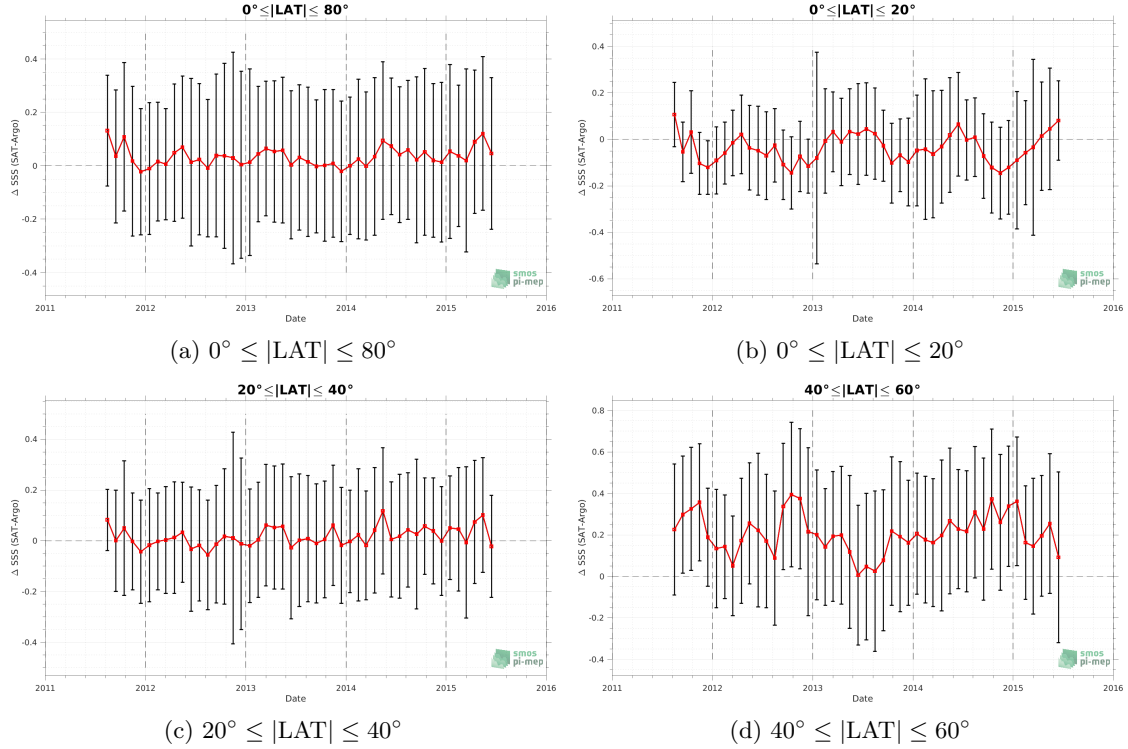 0°≤|LAT|≤ 80°
Δ SSS (SAT-Argo)
0.4
0.2
0
-0.2
-0.4
2011
2012
2013
2014
2015
2016
Date
smos
pi-mep
(a) 0° ≤ |LAT| ≤ 80°
0°≤|LAT|≤ 20°
Δ SSS (SAT-Argo)
0.4
0.2
0
-0.2
-0.4
-0.6
2011
2012
2013
2014
2015
2016
Date
smos
pi-mep
(b) 0° ≤ |LAT| ≤ 20°
20°≤|LAT|≤ 40°
Δ SSS (SAT-Argo)
0.4
0.2
0
-0.2
-0.4
2011
2012
2013
2014
2015
2016
Date
smos
pi-mep
(c) 20° ≤ |LAT| ≤ 40°
40°≤|LAT|≤ 60°
Δ SSS (SAT-Argo)
0.8
0.6
0.4
0.2
0
-0.2
-0.4
2011
2012
2013
2014
2015
2016
Date
smos
pi-mep
(d) 40° ≤ |LAT| ≤ 60°